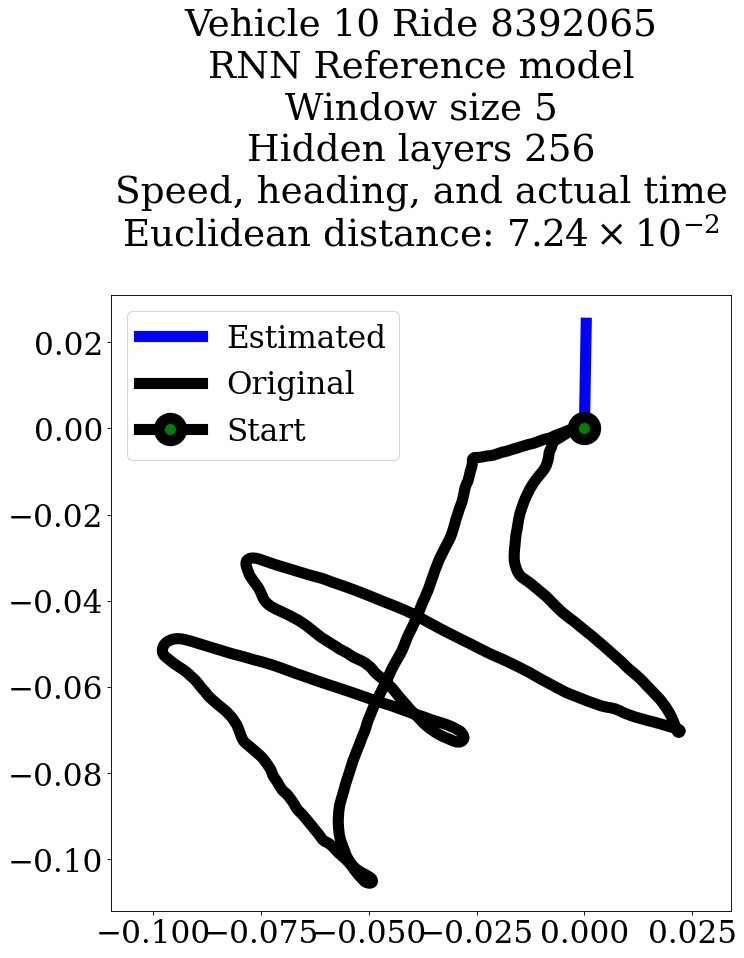 Vehicle 10 Ride 8392065
RNN Reference model
Window size 5
Hidden layers 256
Speed, heading, and actual time
Euclidean distance: 7.24 × 10⁻²
Estimated
Original
Start
0.02
0.00
−0.02
−0.04
−0.06
−0.08
−0.10
−0.100 −0.075 −0.050 −0.025 0.000 0.025